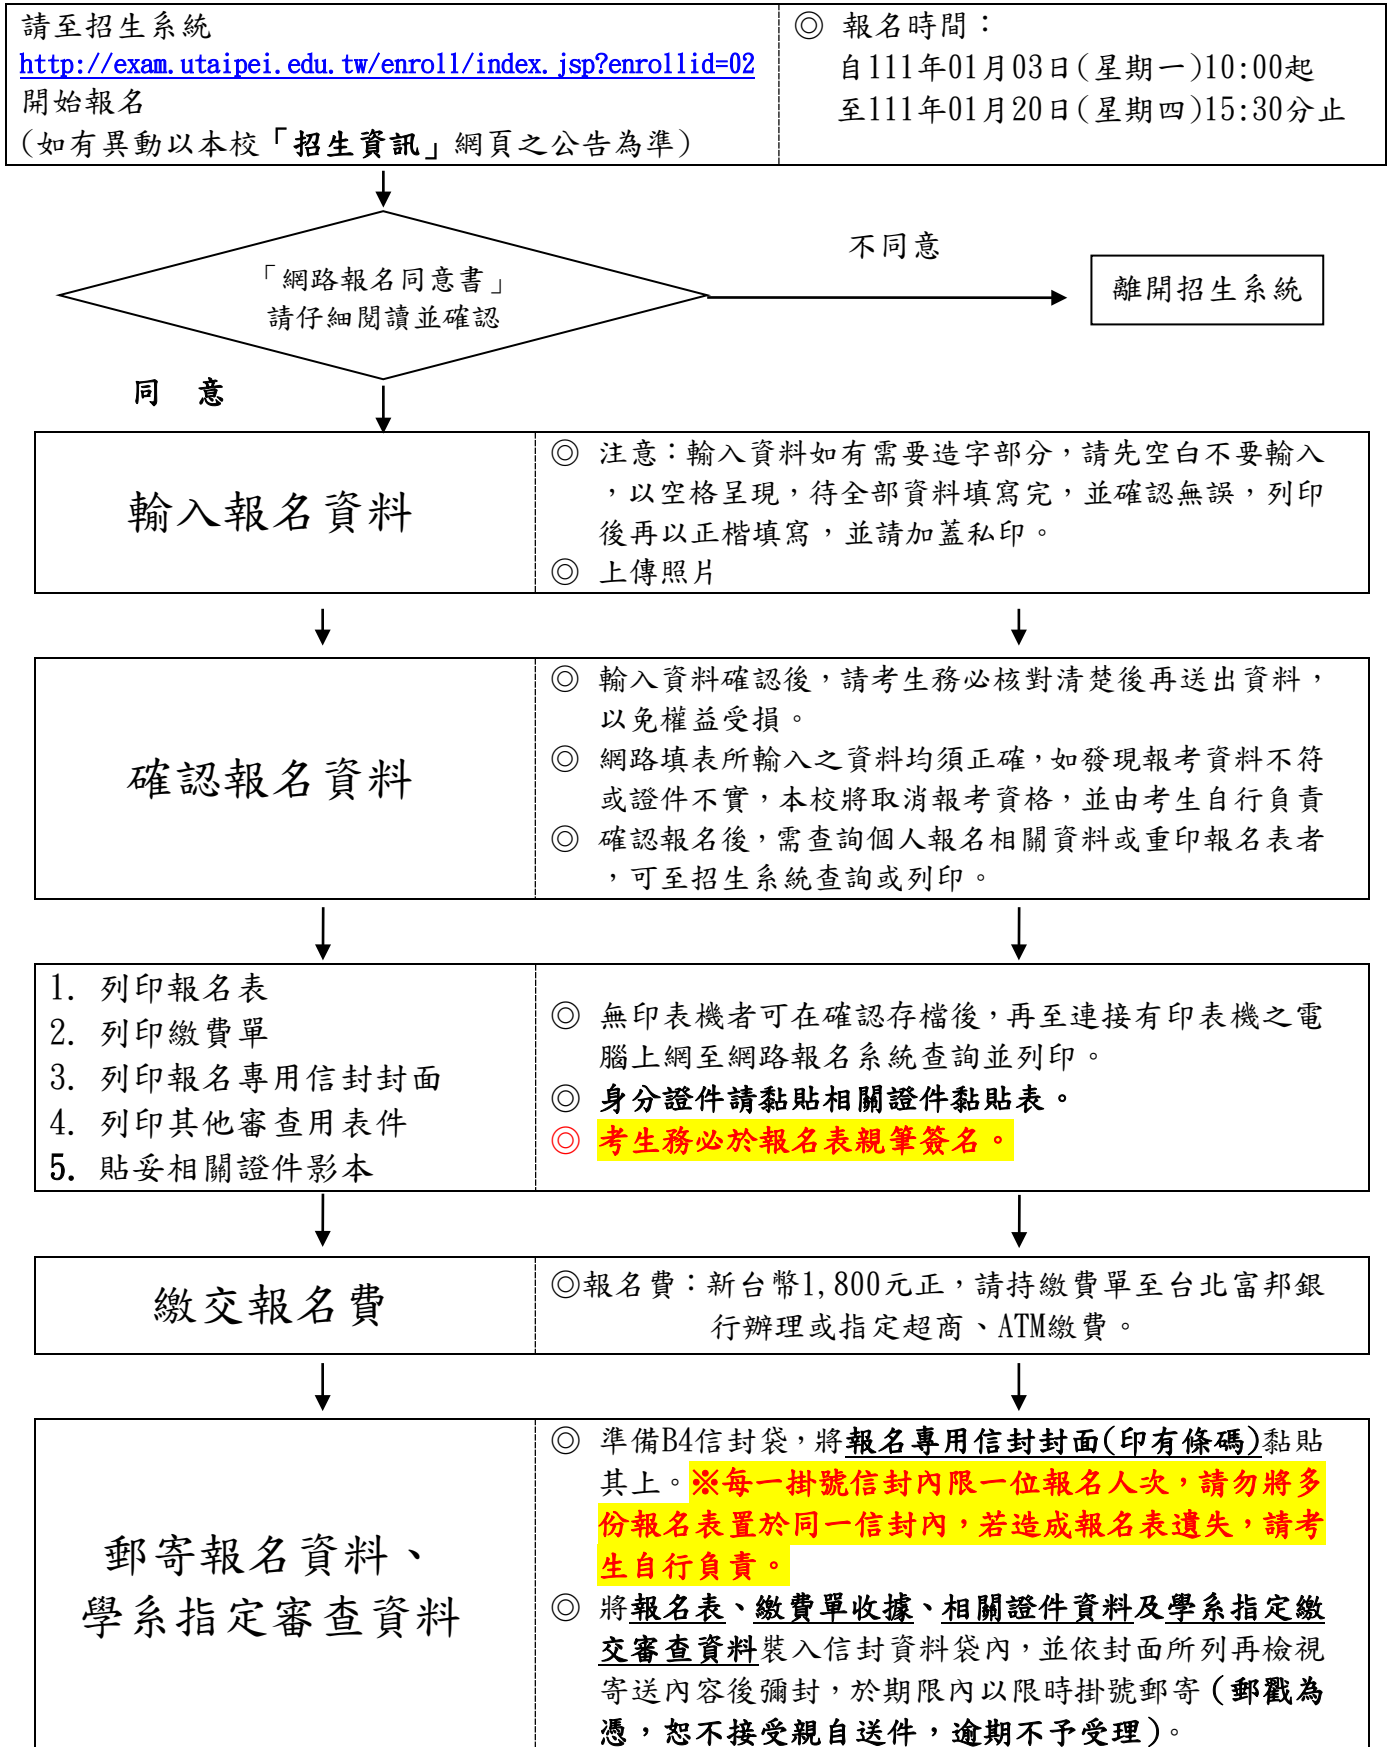 請至招生系統
http://exam.utaipei.edu.tw/enroll/index.jsp?enrollid=02
開始報名
(如有異動以本校「招生資訊」網頁之公告為準)
◎ 報名時間：
自111年01月03日(星期一)10:00起
至111年01月20日(星期四)15:30分止
「網路報名同意書」
請仔細閱讀並確認
不同意
離開招生系統
同 意
輸入報名資料
◎ 注意：輸入資料如有需要造字部分，請先空白不要輸入
，以空格呈現，待全部資料填寫完，並確認無誤，列印
後再以正楷填寫，並請加蓋私印。
◎ 上傳照片
確認報名資料
◎ 輸入資料確認後，請考生務必核對清楚後再送出資料，
以免權益受損。
◎ 網路填表所輸入之資料均須正確，如發現報考資料不符
或證件不實，本校將取消報考資格，並由考生自行負責
◎ 確認報名後，需查詢個人報名相關資料或重印報名表者
，可至招生系統查詢或列印。
1. 列印報名表
2. 列印繳費單
3. 列印報名專用信封封面
4. 列印其他審查用表件
5. 貼妥相關證件影本
◎ 無印表機者可在確認存檔後，再至連接有印表機之電
腦上網至網路報名系統查詢並列印。
◎ 身分證件請黏貼相關證件黏貼表。
◎ 考生務必於報名表親筆簽名。
繳交報名費
◎報名費：新台幣1,800元正，請持繳費單至台北富邦銀
行辦理或指定超商、ATM繳費。
郵寄報名資料、
學系指定審查資料
◎ 準備B4信封袋，將報名專用信封封面(印有條碼)黏貼
其上。※每一掛號信封內限一位報名人次，請勿將多
份報名表置於同一信封內，若造成報名表遺失，請考
生自行負責。
◎ 將報名表、繳費單收據、相關證件資料及學系指定繳
交審查資料裝入信封資料袋內，並依封面所列再檢視
寄送內容後彌封，於期限內以限時掛號郵寄(郵戳為
憑，恕不接受親自送件，逾期不予受理)。